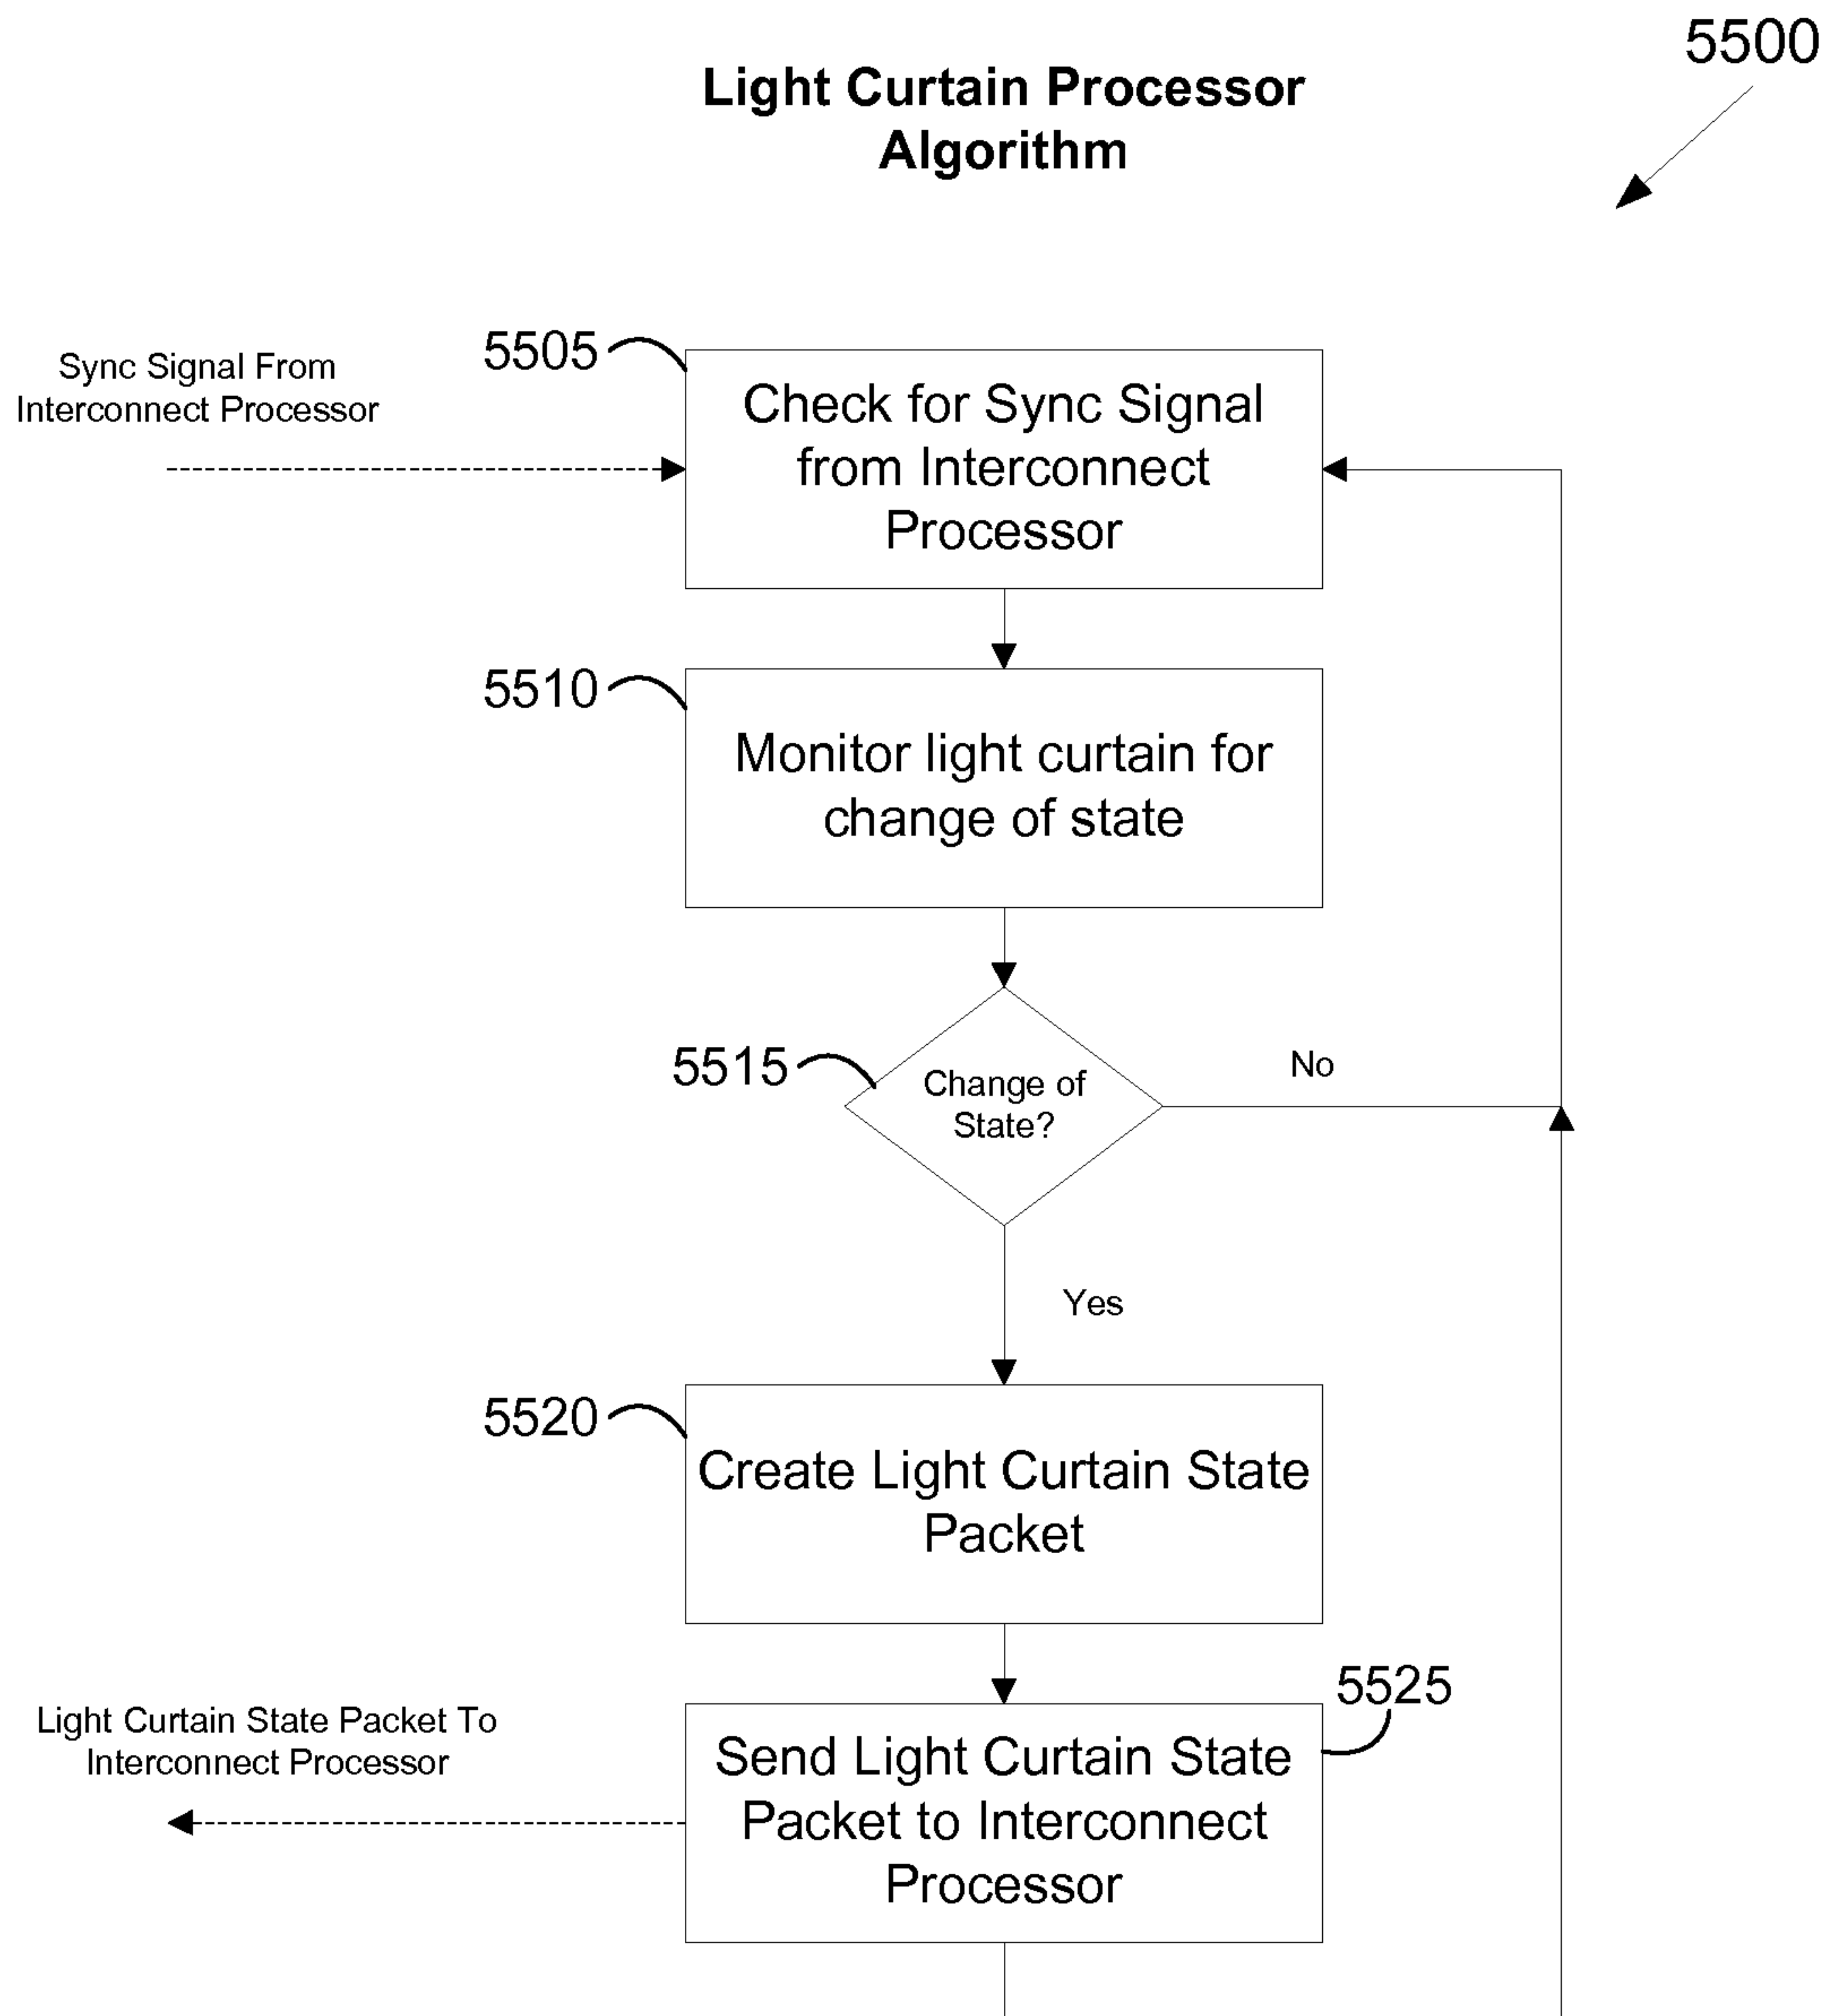 5500
Light Curtain Processor
Algorithm
Sync Signal From
Interconnect Processor
5505
Check for Sync Signal
from Interconnect
Processor
5510
Monitor light curtain for
change of state
5515
Change of
State?
No
Yes
5520
Create Light Curtain State
Packet
5525
Light Curtain State Packet To
Interconnect Processor
Send Light Curtain State
Packet to Interconnect
Processor